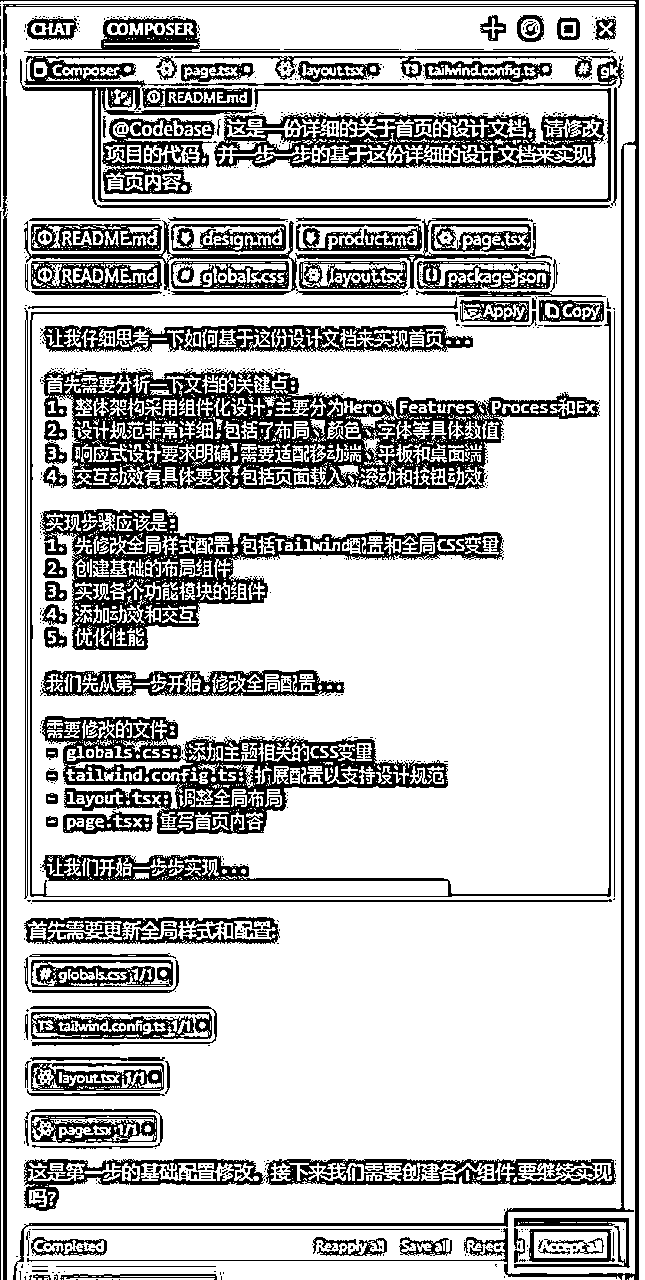 CHAT COMPOSER
Composer page.tsx layout.tsx TS tailwind.config.ts #
README.md
@Codebase 这是一份详细的关于首页的设计文档，请修改
项目的代码，并一步一步的基于这份详细的设计文档来实现
首页内容。
README.md design.md product.md page.tsx
README.md # globals.css layout.tsx package.json
Apply Copy
让我仔细思考一下如何基于这份设计文档来实现首页...
首先需要分析一下文档的关键点:
1. 整体架构采用组件化设计,主要分为Hero、Features、Process和Ex
2. 设计规范非常详细,包括了布局、颜色、字体等具体数值
3. 响应式设计要求明确,需要适配移动端、平板和桌面端
4. 交互动效有具体要求,包括页面载入、滚动和按钮动效
实现步骤应该是:
1. 先修改全局样式配置,包括Tailwind配置和全局CSS变量
2. 创建基础的布局组件
3. 实现各个功能模块的组件
4. 添加动效和交互
5. 优化性能
我们先从第一步开始,修改全局配置...
需要修改的文件:
- globals.css: 添加主题相关的CSS变量
- tailwind.config.ts: 扩展配置以支持设计规范
- layout.tsx: 调整全局布局
- page.tsx: 重写首页内容
让我们开始一步步实现...
首先需要更新全局样式和配置:
# globals.css 1/1
TS tailwind.config.ts 1/1
layout.tsx 1/1
page.tsx 1/1
这是第一步的基础配置修改。接下来我们需要创建各个组件,要继续实现
吗?
Completed Reapply all Save all Reject all Accept all